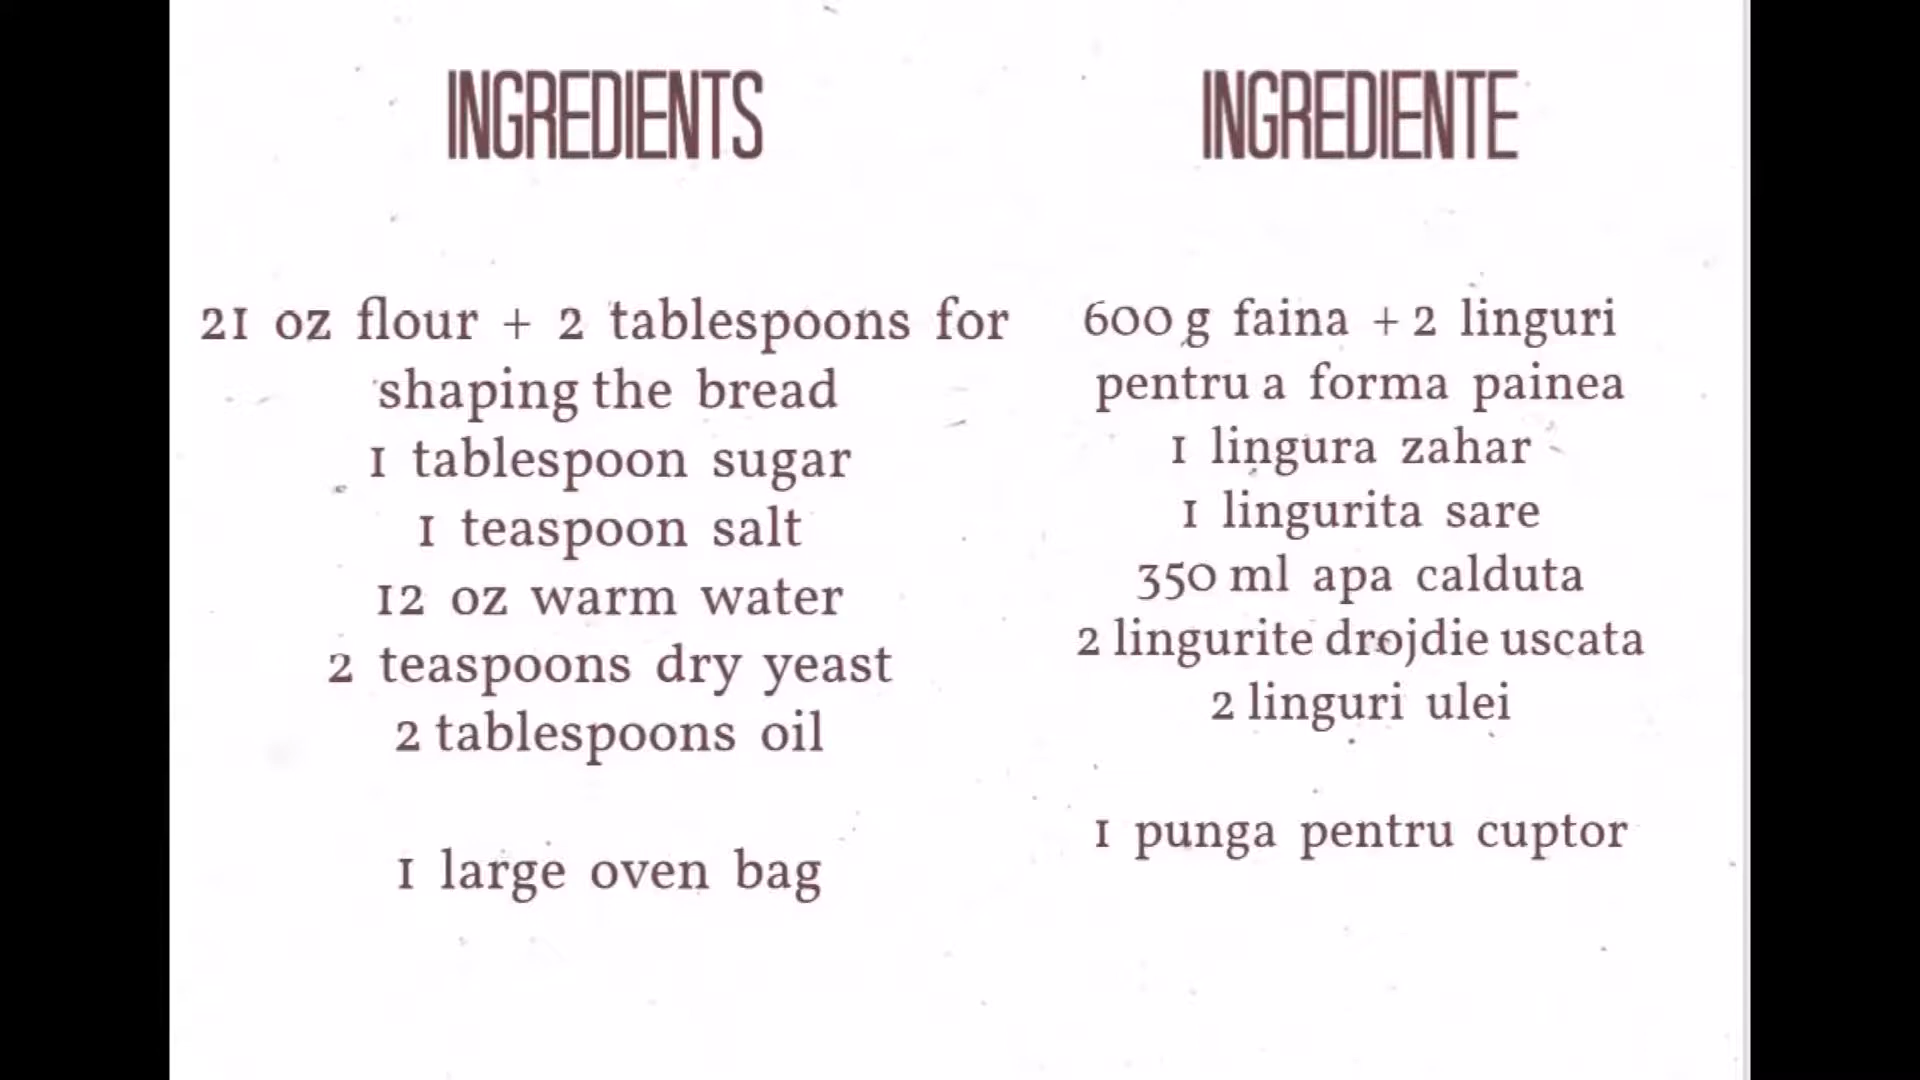 INGREDIENTS
21 oz flour + 2 tablespoons for
shaping the bread
1 tablespoon sugar
1 teaspoon salt
12 oz warm water
2 teaspoons dry yeast
2 tablespoons oil
1 large oven bag
INGREDIENTE
600 g faina + 2 linguri
pentru a forma painea
1 lingura zahar
1 lingurita sare
350 ml apa calduta
2 lingurite drojdie uscata
2 linguri ulei
1 punga pentru cuptor